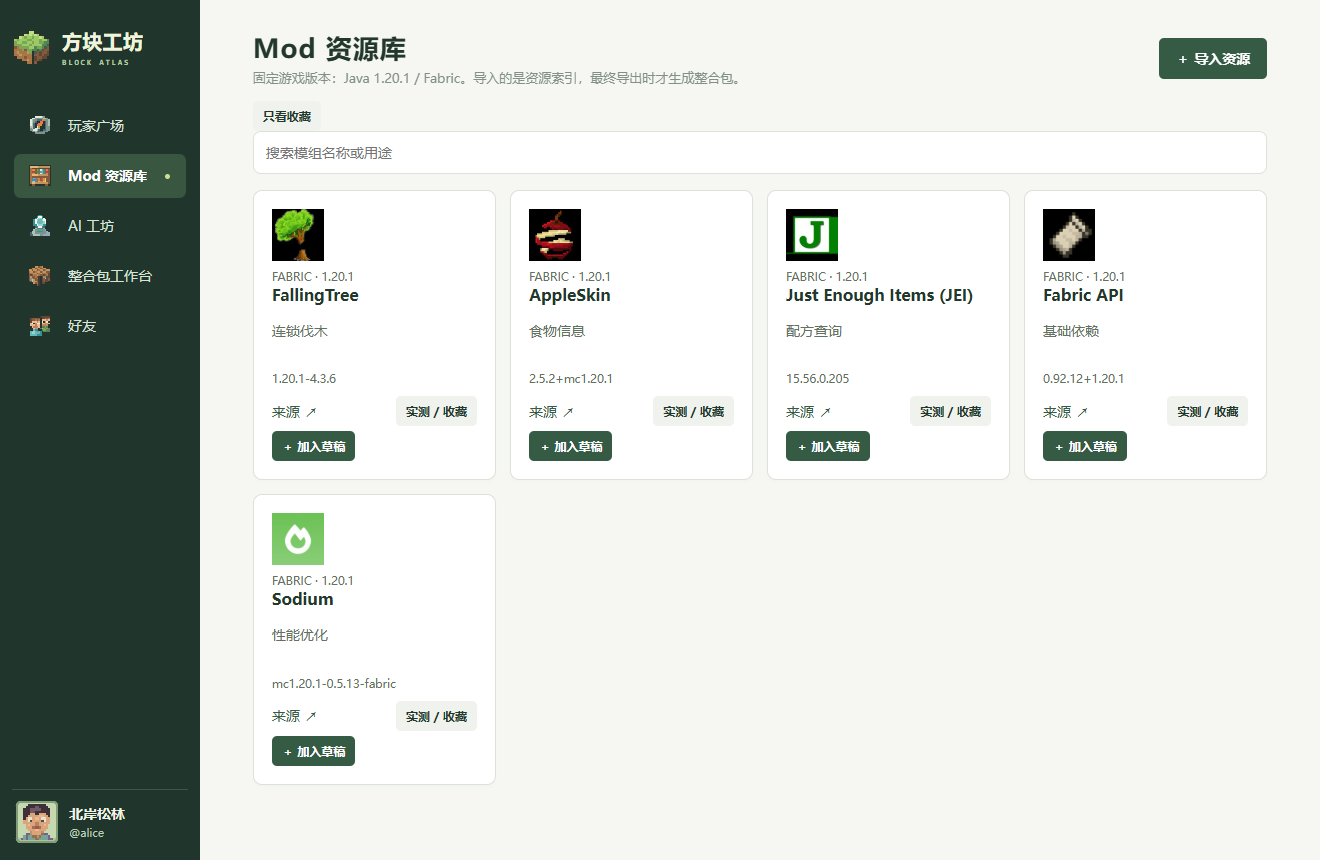 方块工坊
BLOCK ATLAS
玩家广场
Mod 资源库
AI 工坊
整合包工作台
好友
北岸松林
@alice
Mod 资源库
固定游戏版本：Java 1.20.1 / Fabric。导入的是资源索引，最终导出时才生成整合包。
+ 导入资源
只看收藏
搜索模组名称或用途
FABRIC · 1.20.1
FallingTree
连锁伐木
1.20.1-4.3.6
来源 ↗
实测 / 收藏
+ 加入草稿
FABRIC · 1.20.1
AppleSkin
食物信息
2.5.2+mc1.20.1
来源 ↗
实测 / 收藏
+ 加入草稿
J
FABRIC · 1.20.1
Just Enough Items (JEI)
配方查询
15.56.0.205
来源 ↗
实测 / 收藏
+ 加入草稿
FABRIC · 1.20.1
Fabric API
基础依赖
0.92.12+1.20.1
来源 ↗
实测 / 收藏
+ 加入草稿
FABRIC · 1.20.1
Sodium
性能优化
mc1.20.1-0.5.13-fabric
来源 ↗
实测 / 收藏
+ 加入草稿